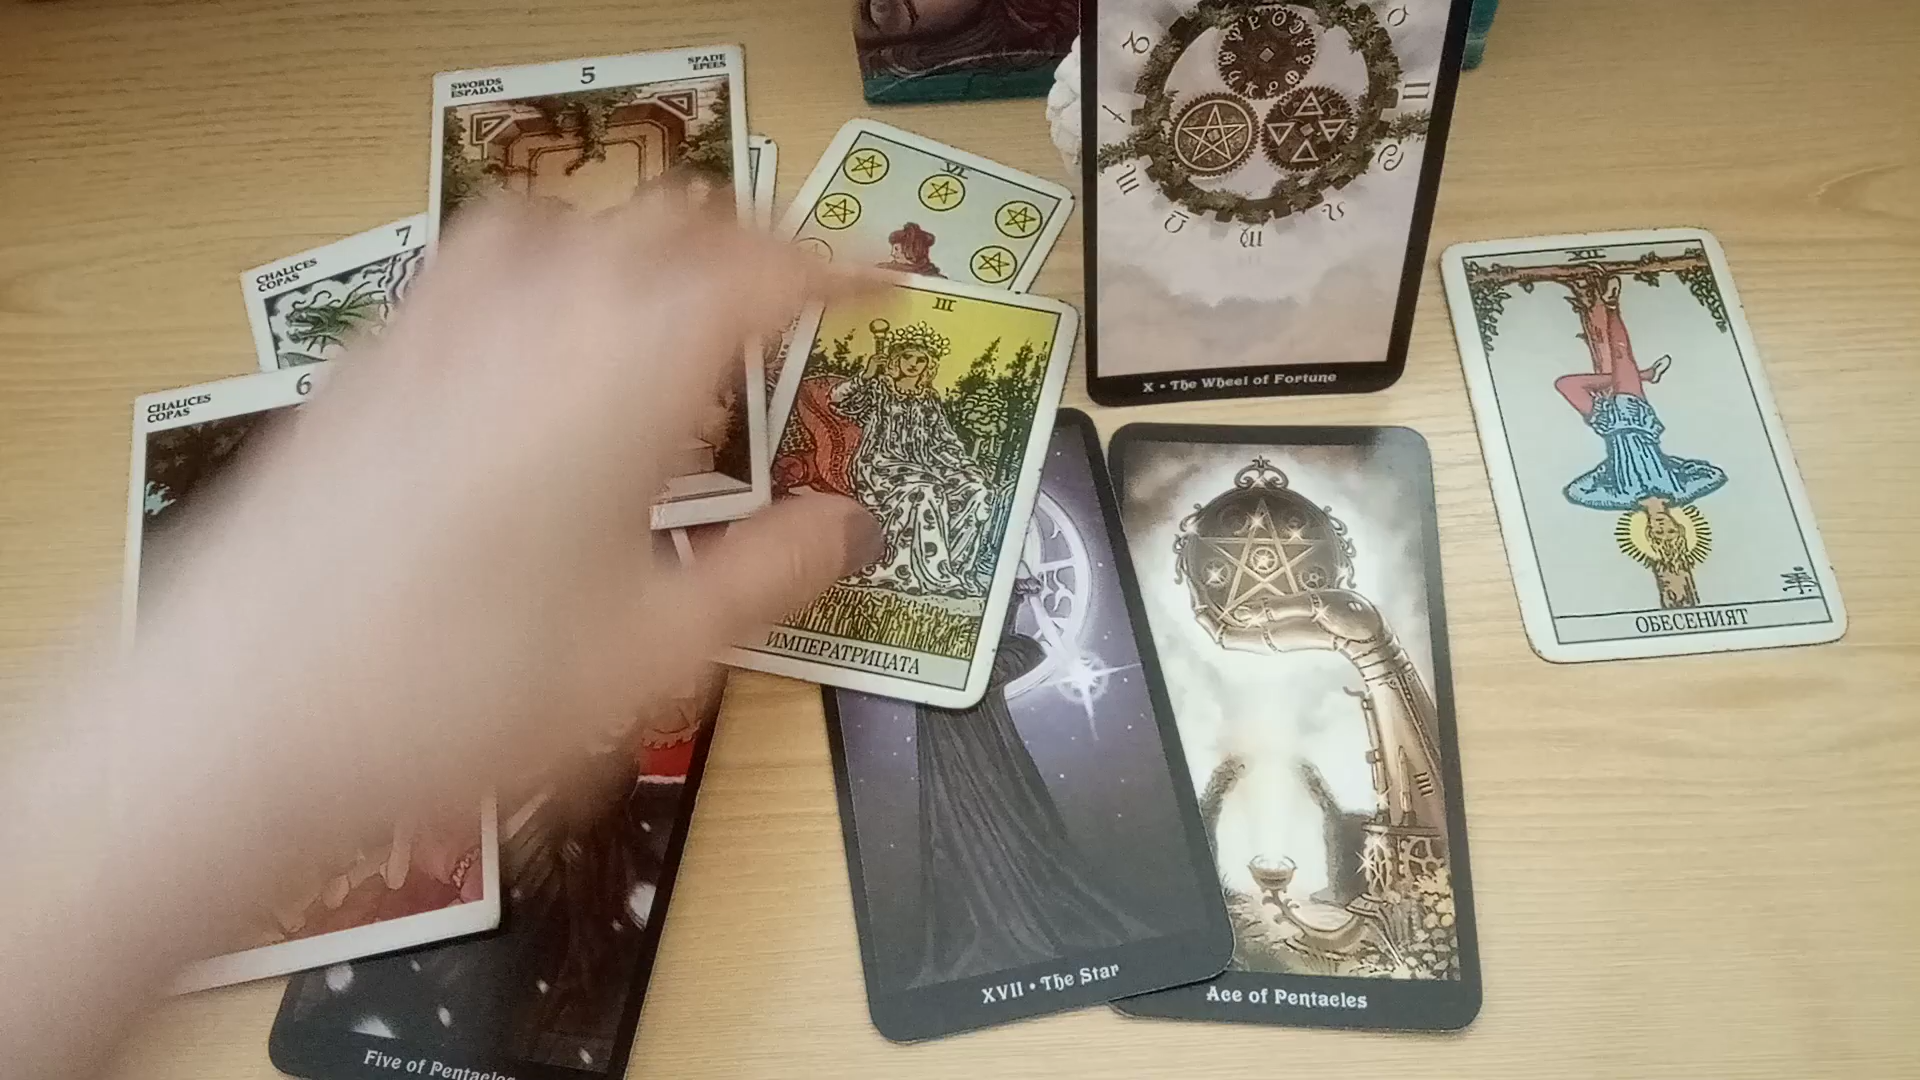 SWORDS
ESPADAS
5
SPADE
EPEES
7
CHALICES
COPAS
6
CHALICES
COPAS
VI
III
ИМПЕРАТРИЦАТА
X • The Wheel of Fortune
XII
ОБЕСЕНИЯТ
XVII • The Star
Ace of Pentacles
Five of Pentacles